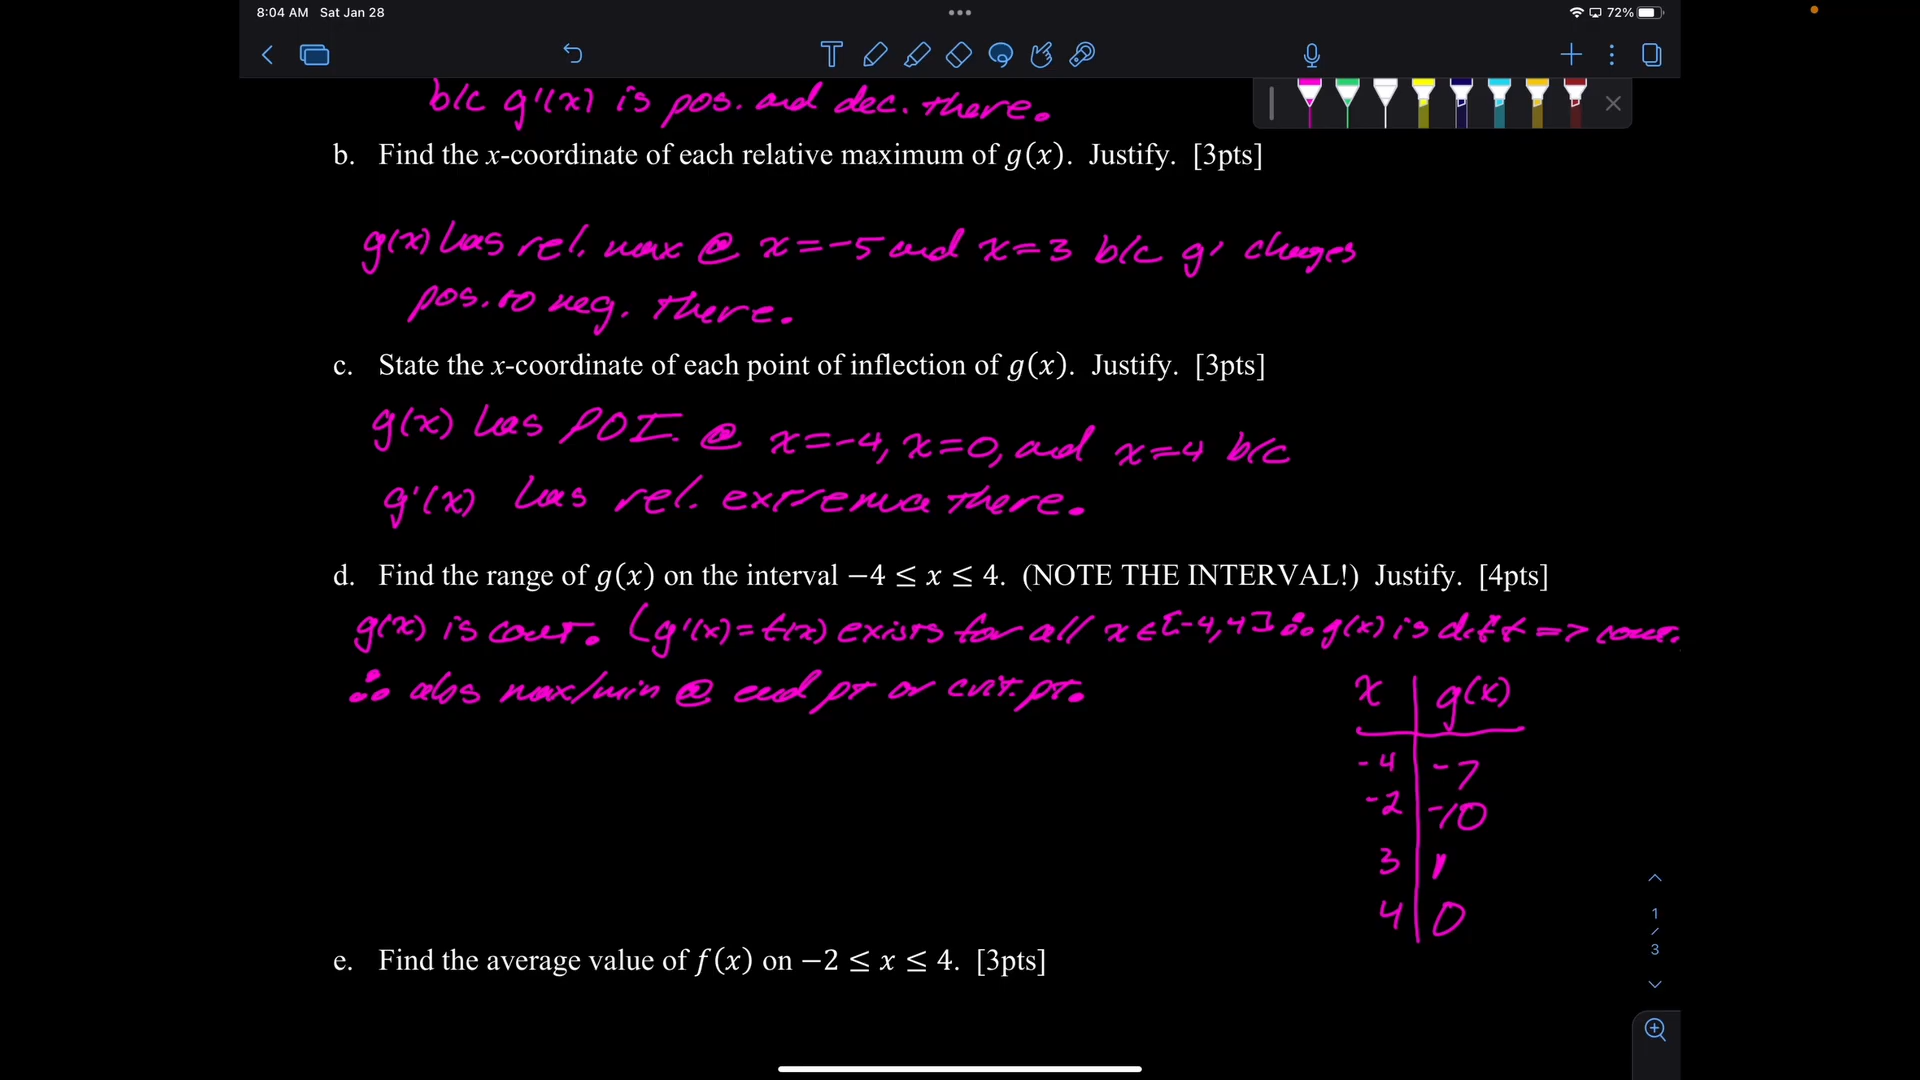 8:04 AM Sat Jan 28
72%
b/c g'(x) is pos. and dec. there.
b. Find the x-coordinate of each relative maximum of g(x). Justify. [3pts]
g(x) has rel. max @ x=-5 and x=3 b/c g' changes
pos. to neg. there.
c. State the x-coordinate of each point of inflection of g(x). Justify. [3pts]
g(x) has POI. @ x=-4, x=0, and x=4 b/c
g'(x) has rel. extrema there.
d. Find the range of g(x) on the interval −4 ≤ x ≤ 4. (NOTE THE INTERVAL!) Justify. [4pts]
g(x) is cont. (g'(x)=f(x) exists for all x∈[-4,4] ∴ g(x) is diff => cont.
∴ abs max/min @ end pt or crit. pt.
x | g(x)
-4 | -7
-2 | -10
3 | 1
4 | 0
1
/
3
e. Find the average value of f(x) on −2 ≤ x ≤ 4. [3pts]